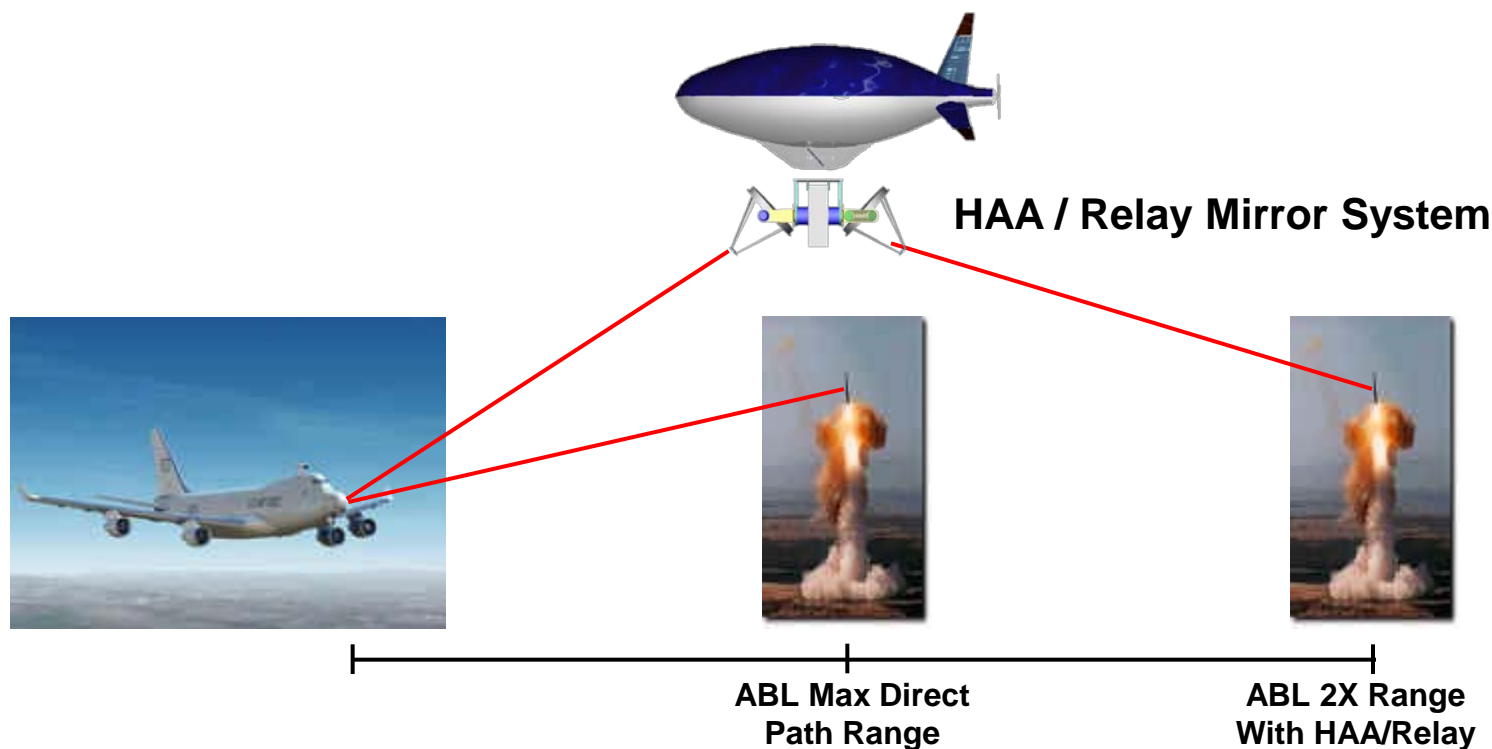 HAA / Relay Mirror System
ABL Max Direct
Path Range
ABL 2X Range
With HAA/Relay